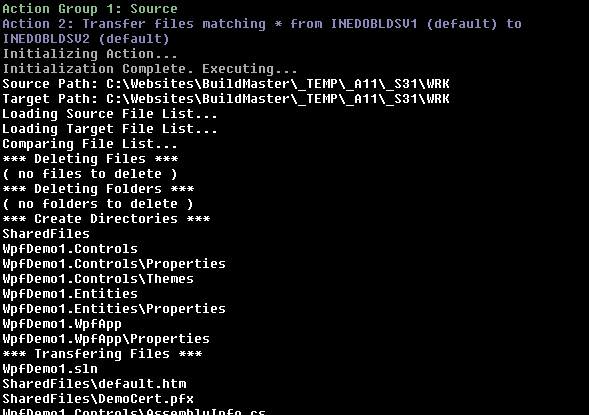 Action Group 1: Source
Action 2: Transfer files matching * from INEDOBLDSV1 (default) to
INEDOBLDSV2 (default)
Initializing Action...
Initialization Complete. Executing...
Source Path: C:\Websites\BuildMaster\_TEMP\_A11\_S31\WRK
Target Path: C:\Websites\BuildMaster\_TEMP\_A11\_S31\WRK
Loading Source File List...
Loading Target File List...
Comparing File List...
*** Deleting Files ***
( no files to delete )
*** Deleting Folders ***
( no folders to delete )
*** Create Directories ***
SharedFiles
WpfDemo1.Controls
WpfDemo1.Controls\Properties
WpfDemo1.Controls\Themes
WpfDemo1.Entities
WpfDemo1.Entities\Properties
WpfDemo1.WpfApp
WpfDemo1.WpfApp\Properties
*** Transfering Files ***
WpfDemo1.sln
SharedFiles\default.htm
SharedFiles\DemoCert.pfx
WpfDemo1.Controls\AssemblyInfo.cs